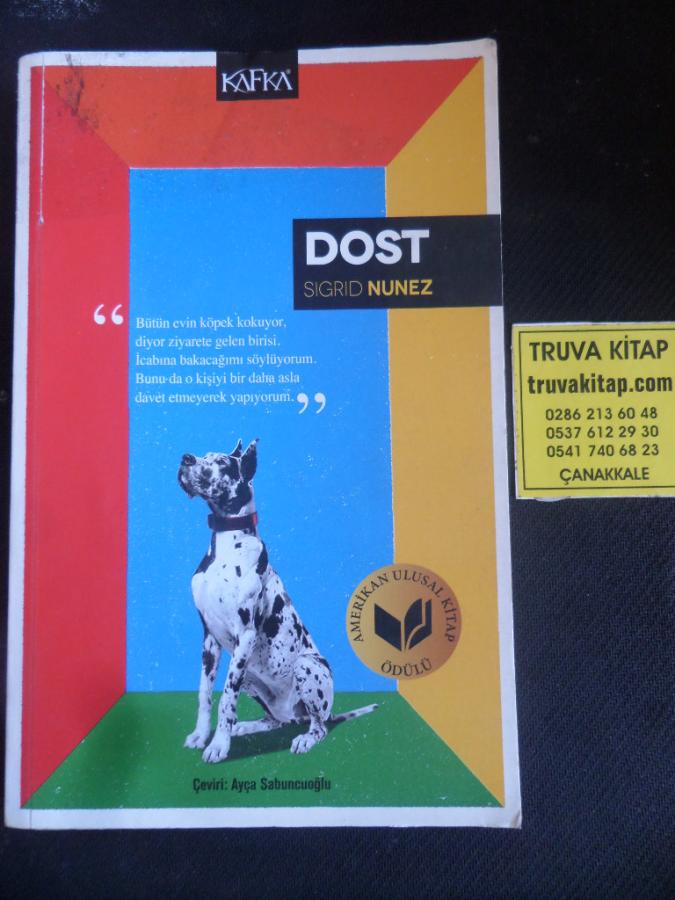 KAFKA
DOST
SIGRID NUNEZ
“
Bütün evin köpek kokuyor,
diyor ziyarete gelen birisi.
İcabına bakacağımı söylüyorum.
Bunu da o kişiyi bir daha asla
davet etmeyerek yapıyorum.
”
AMERİKAN ULUSAL KİTAP
ÖDÜLÜ
Çeviri: Ayça Sabuncuoğlu
TRUVA KİTAP
truvakitap.com
0286 213 60 48
0537 612 29 30
0541 740 68 23
ÇANAKKALE